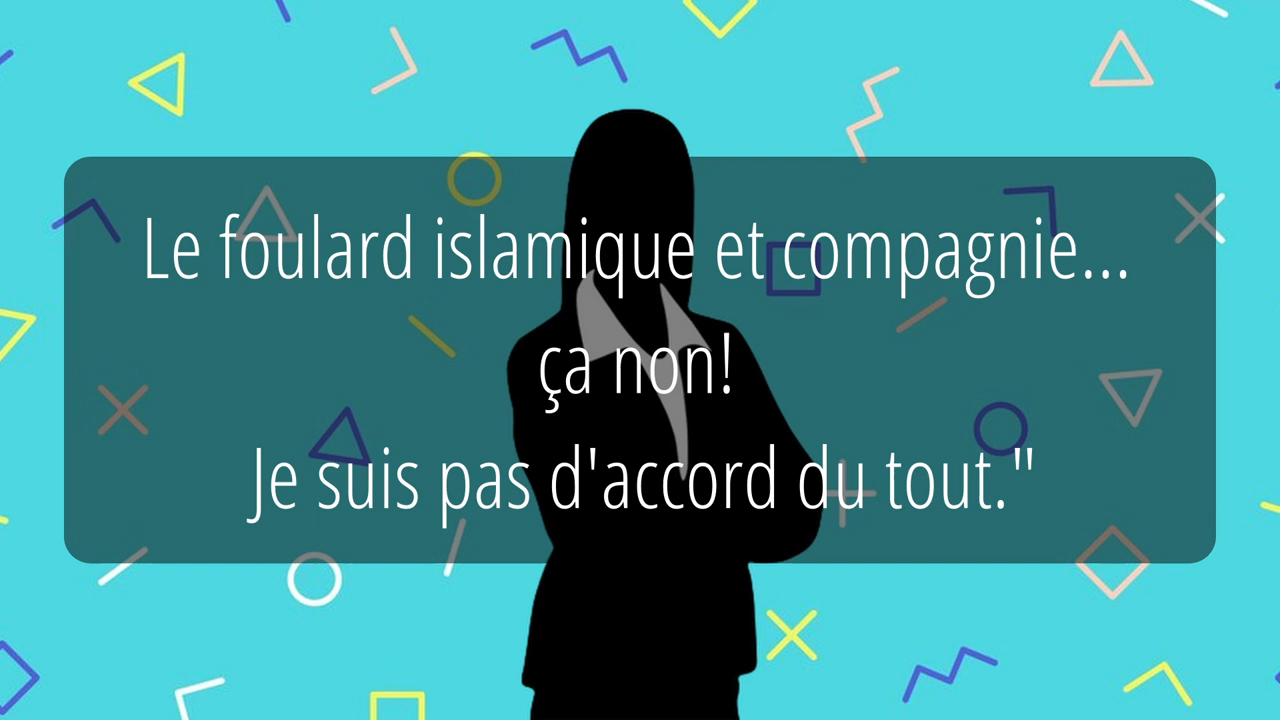 Le foulard islamique et compagnie...
ça non!
Je suis pas d'accord du tout."